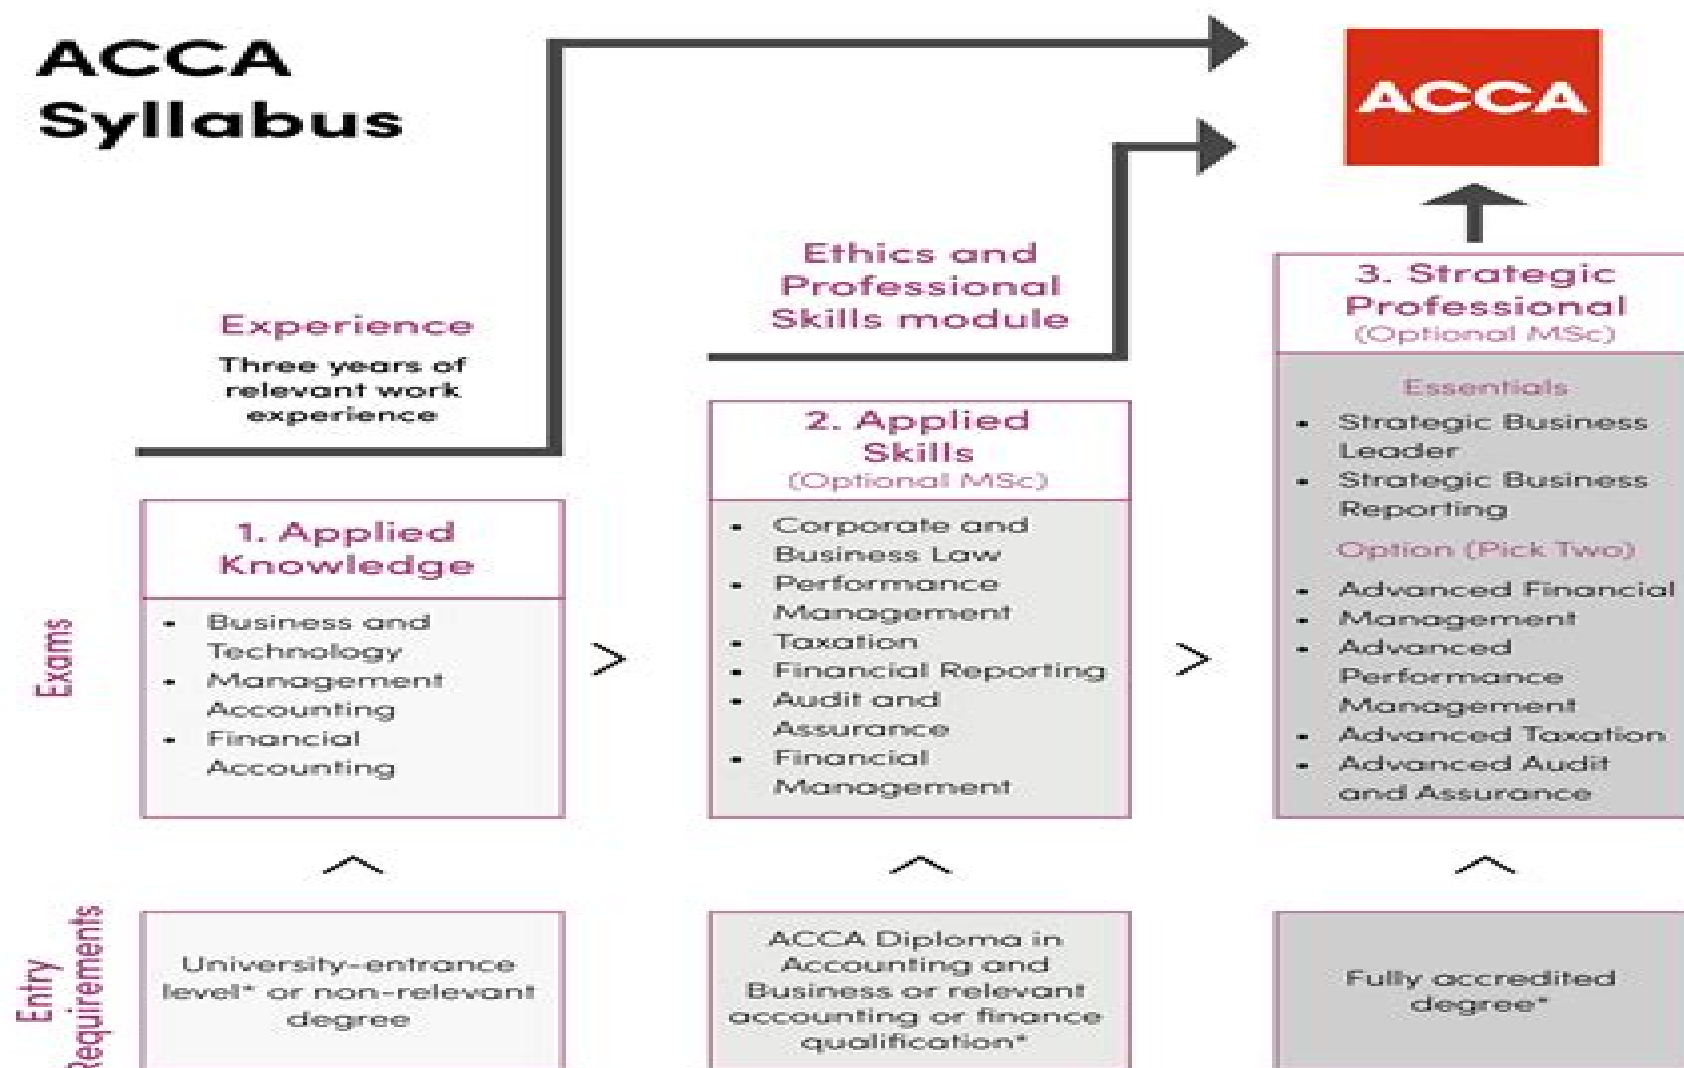 ACCA
Syllabus
ACCA
Experience
Three years of
relevant work
experience
Ethics and
Professional
Skills module
Exams
1. Applied
Knowledge
• Business and
Technology
• Management
Accounting
• Financial
Accounting
>
2. Applied
Skills
(Optional MSc)
• Corporate and
Business Law
• Performance
Management
• Taxation
• Financial Reporting
• Audit and
Assurance
• Financial
Management
>
3. Strategic
Professional
(Optional MSc)
Essentials
• Strategic Business
Leader
• Strategic Business
Reporting
Option (Pick Two)
• Advanced Financial
• Management
• Advanced
Performance
Management
• Advanced Taxation
• Advanced Audit
and Assurance
Entry
Requirements
University-entrance
level* or non-relevant
degree
ACCA Diploma in
Accounting and
Business or relevant
accounting or finance
qualification*
Fully accredited
degree*